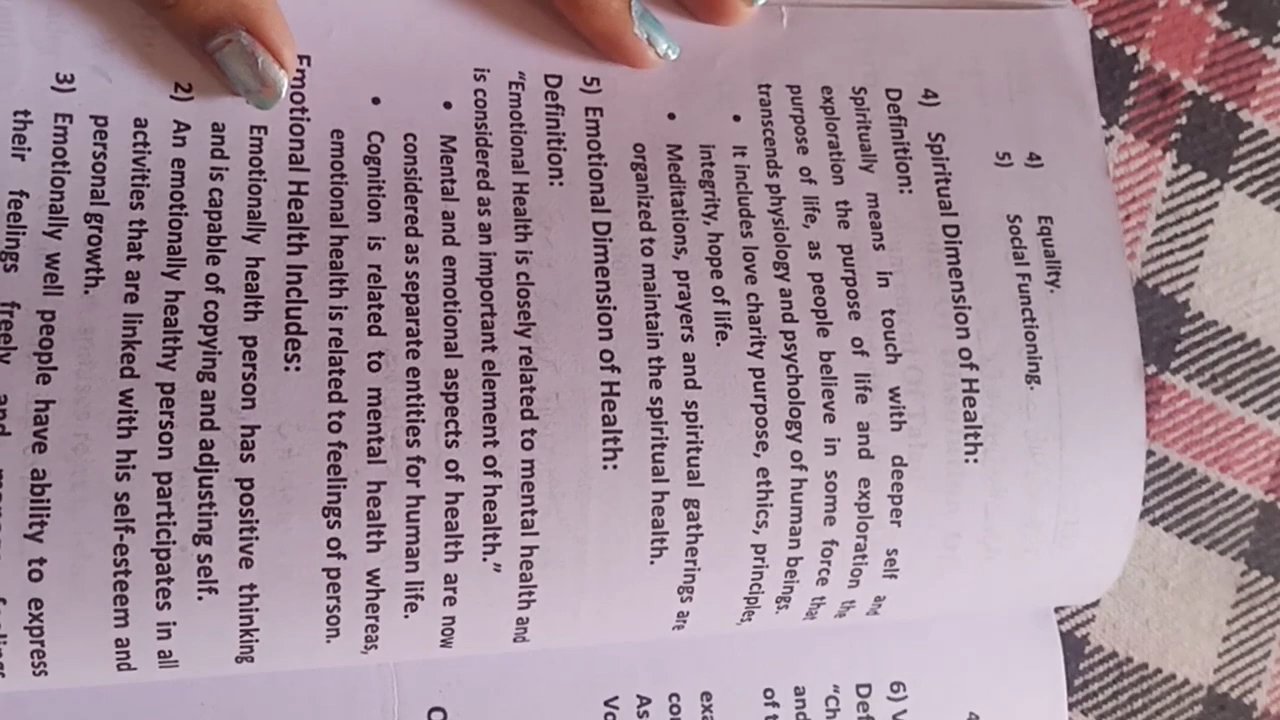 4) Equality.
5) Social Functioning.
4) Spiritual Dimension of Health:
Definition:
Spiritually means in touch with deeper self and
exploration the purpose of life and exploration the
purpose of life, as people believe in some force that
transcends physiology and psychology of human beings.
• It includes love charity purpose, ethics, principles,
integrity, hope of life.
• Meditations, prayers and spiritual gatherings are
organized to maintain the spiritual health.
5) Emotional Dimension of Health:
Definition:
“Emotional Health is closely related to mental health and
is considered as an important element of health.”
• Mental and emotional aspects of health are now
considered as separate entities for human life.
• Cognition is related to mental health whereas,
emotional health is related to feelings of person.
Emotional Health Includes:
Emotionally health person has positive thinking
and is capable of copying and adjusting self.
2) An emotionally healthy person participates in all
activities that are linked with his self-esteem and
personal growth.
3) Emotionally well people have ability to express
their feelings freely and
4
6)
“Ch
and
of t
As